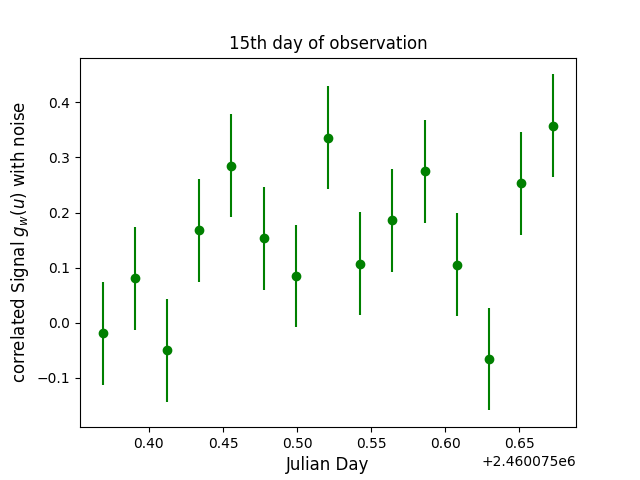 15th day of observation
correlated Signal g_w(u) with noise
0.4
0.3
0.2
0.1
0.0
−0.1
0.40 0.45 0.50 0.55 0.60 0.65
+2.460075e6
Julian Day